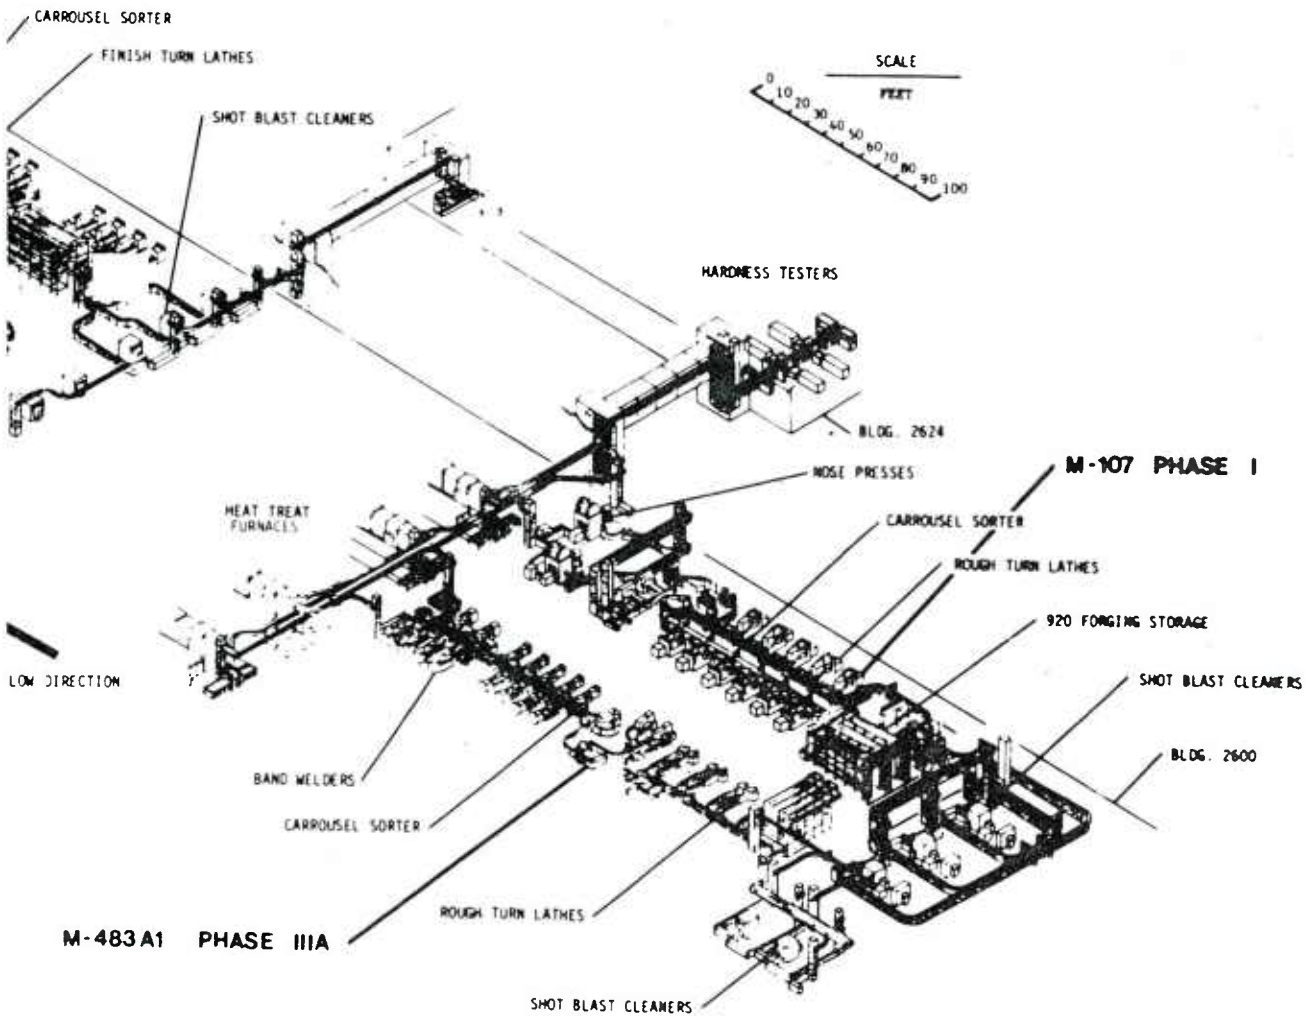 CARROUSEL SORTER
FINISH TURN LATHES
SHOT BLAST CLEANERS
SCALE
FEET
0
10
20
30
40
50
60
70
80
90
100
HARDNESS TESTERS
BLDG. 2624
NOSE PRESSES
M-107 PHASE I
HEAT TREAT
FURNACES
CARROUSEL SORTER
ROUGH TURN LATHES
920 FORGING STORAGE
SHOT BLAST CLEANERS
LOW DIRECTION
BLDG. 2600
BAND WELDERS
CARROUSEL SORTER
ROUGH TURN LATHES
M-483A1 PHASE IIIA
SHOT BLAST CLEANERS